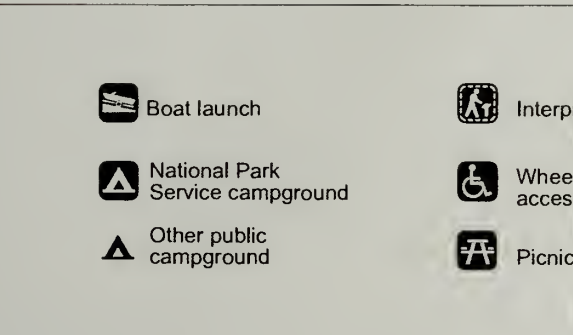 Boat launch
National Park
Service campground
Other public
campground
Interp
Whee
acces
Picnic